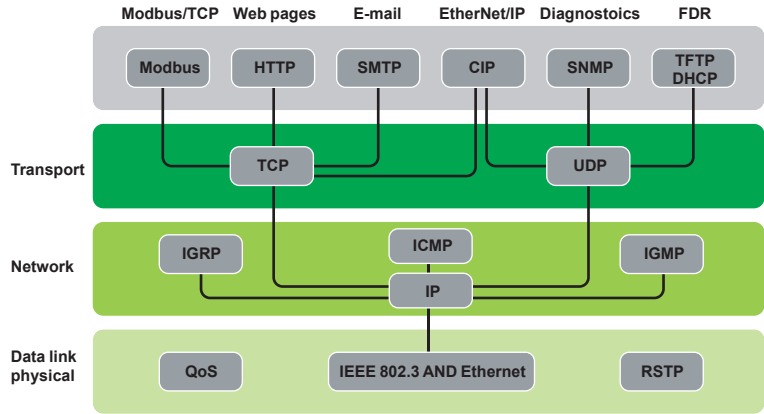 Modbus/TCP Web pages E-mail EtherNet/IP Diagnostoics FDR
Modbus HTTP SMTP CIP SNMP TFTP
DHCP
Transport TCP UDP
Network IGRP ICMP IGMP
IP
Data link
physical
QoS IEEE 802.3 AND Ethernet RSTP